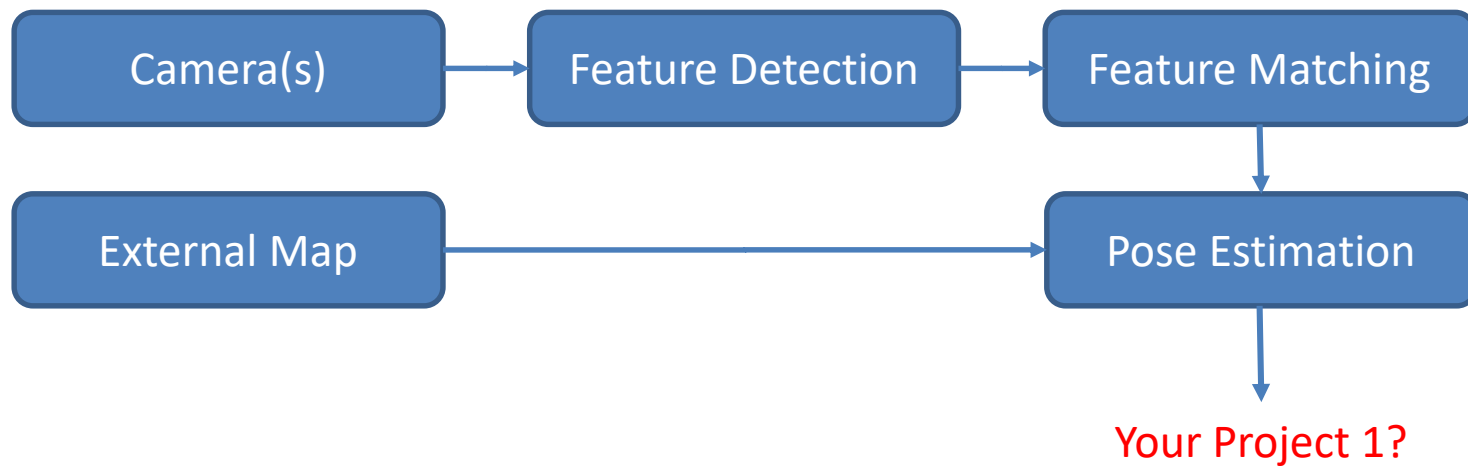 Camera(s)
Feature Detection
Feature Matching
External Map
Pose Estimation
Your Project 1?